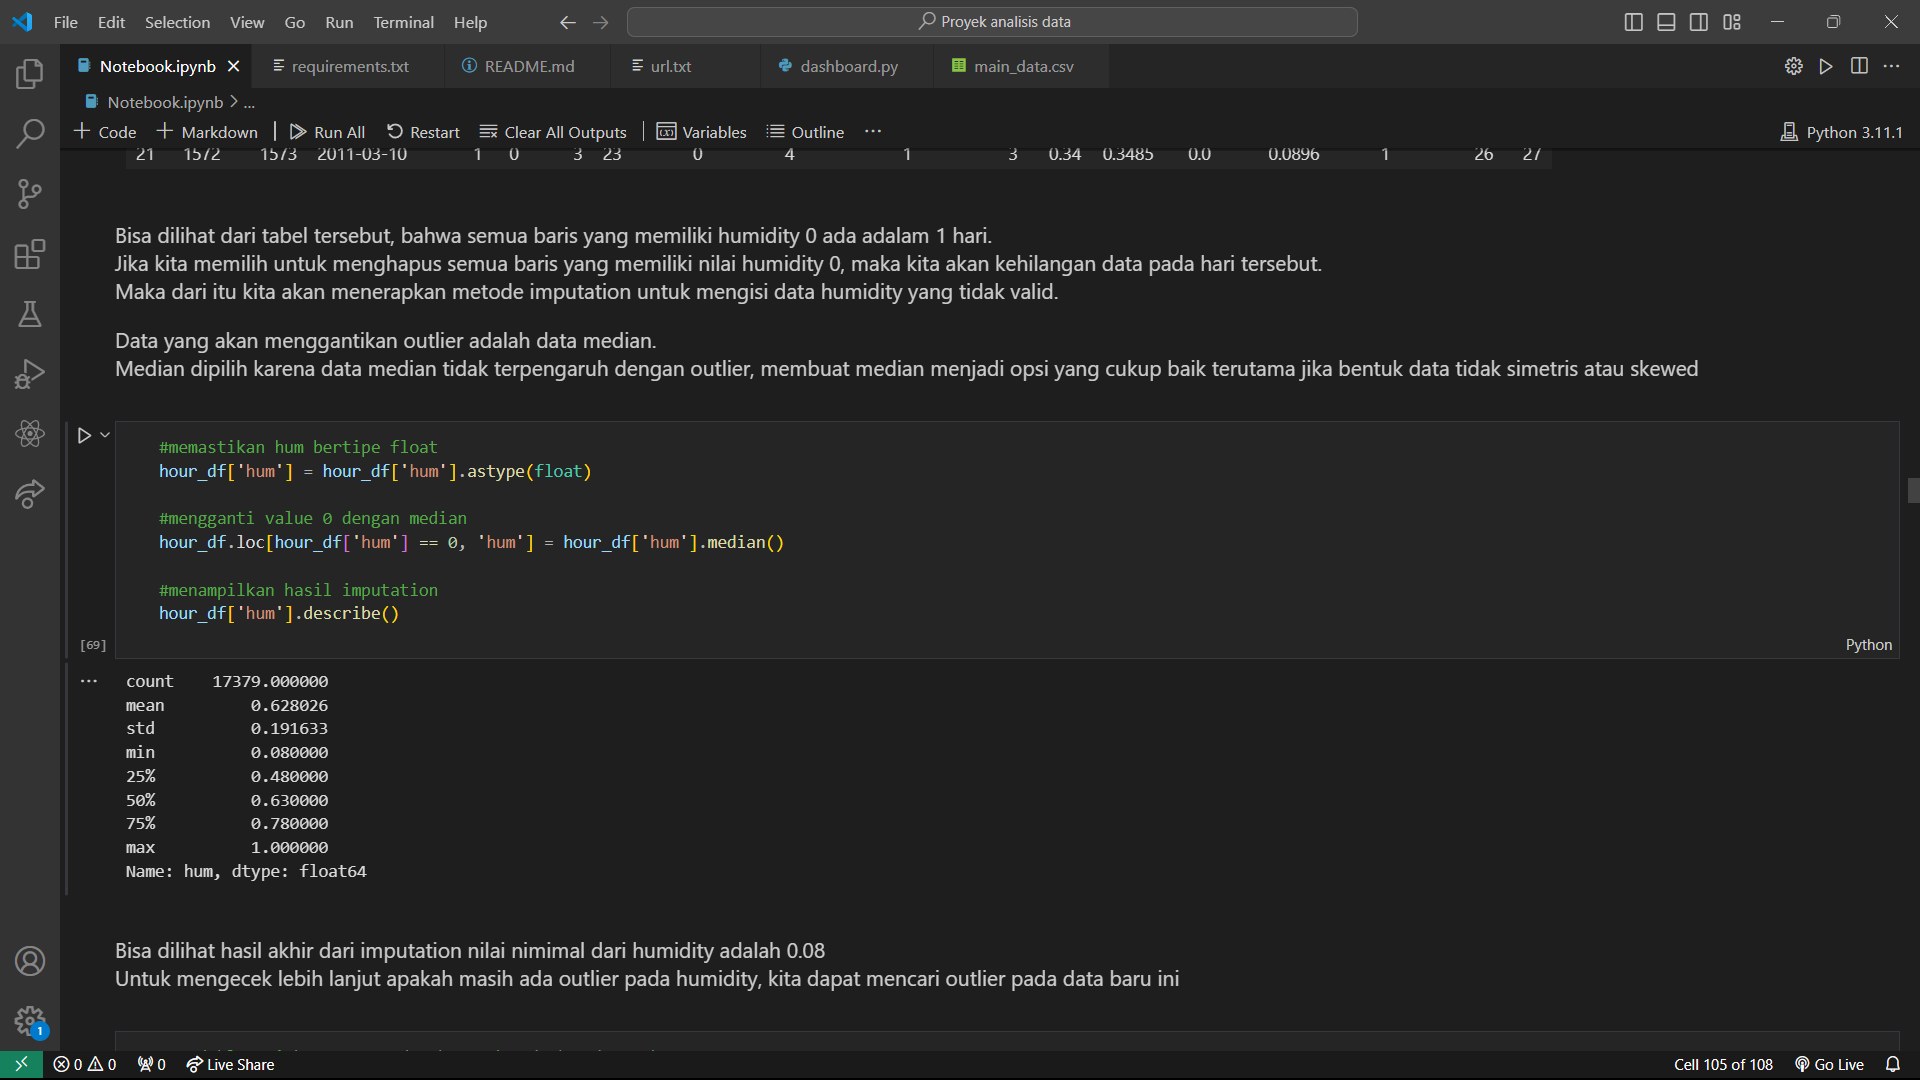 File Edit Selection View Go Run Terminal Help Proyek analisis data
Notebook.ipynb requirements.txt README.md url.txt dashboard.py main_data.csv
Notebook.ipynb > ...
+ Code + Markdown Run All Restart Clear All Outputs Variables Outline ... Python 3.11.1
21 1572 1573 2011-03-10 1 0 3 23 0 4 1 3 0.34 0.3485 0.0 0.0896 1 26 27
Bisa dilihat dari tabel tersebut, bahwa semua baris yang memiliki humidity 0 ada adalam 1 hari.
Jika kita memilih untuk menghapus semua baris yang memiliki nilai humidity 0, maka kita akan kehilangan data pada hari tersebut.
Maka dari itu kita akan menerapkan metode imputation untuk mengisi data humidity yang tidak valid.
Data yang akan menggantikan outlier adalah data median.
Median dipilih karena data median tidak terpengaruh dengan outlier, membuat median menjadi opsi yang cukup baik terutama jika bentuk data tidak simetris atau skewed
#memastikan hum bertipe float
hour_df['hum'] = hour_df['hum'].astype(float)
#mengganti value 0 dengan median
hour_df.loc[hour_df['hum'] == 0, 'hum'] = hour_df['hum'].median()
#menampilkan hasil imputation
hour_df['hum'].describe()
[69]
Python
... count 17379.000000
mean 0.628026
std 0.191633
min 0.080000
25% 0.480000
50% 0.630000
75% 0.780000
max 1.000000
Name: hum, dtype: float64
Bisa dilihat hasil akhir dari imputation nilai nimimal dari humidity adalah 0.08
Untuk mengecek lebih lanjut apakah masih ada outlier pada humidity, kita dapat mencari outlier pada data baru ini
1
0 0 0 Live Share Cell 105 of 108 Go Live